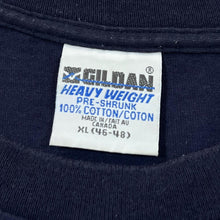 GILDAN®
HEAVY WEIGHT
PRE-SHRUNK
100% COTTON/COTON
MADE IN/FAIT AU
CANADA
XL (46-48)